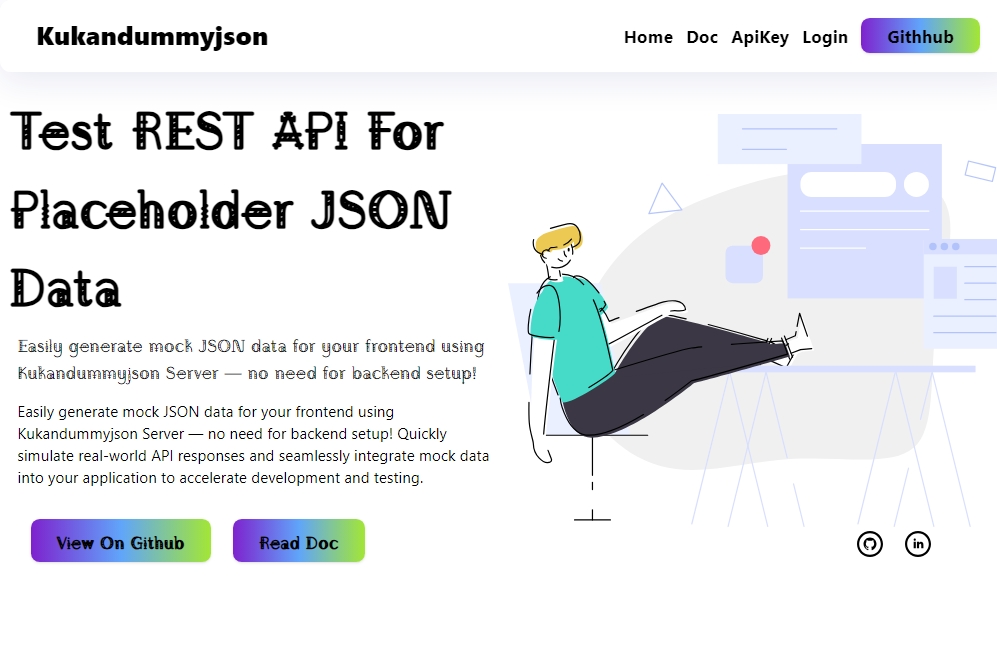 Kukandummyjson
Home Doc ApiKey Login Githhub
Test REST API For
Placeholder JSON
Data
Easily generate mock JSON data for your frontend using
Kukandummyjson Server — no need for backend setup!
Easily generate mock JSON data for your frontend using
Kukandummyjson Server — no need for backend setup! Quickly
simulate real-world API responses and seamlessly integrate mock data
into your application to accelerate development and testing.
View On Github Read Doc
in